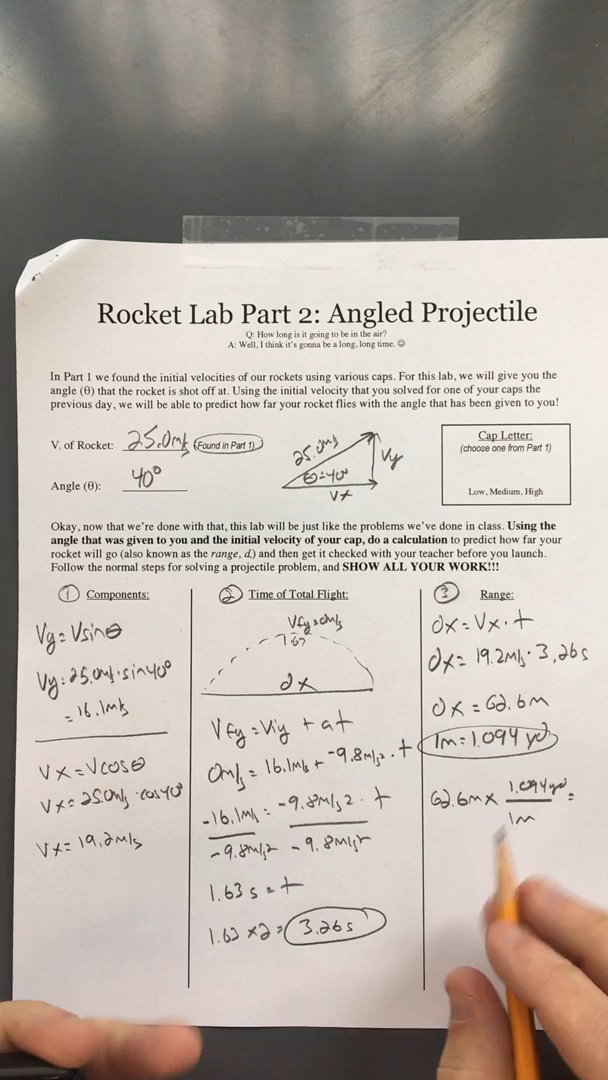 Rocket Lab Part 2: Angled Projectile
Q: How long is it going to be in the air?
A: Well, I think it's gonna be a long, long time. ☺
In Part 1 we found the initial velocities of our rockets using various caps. For this lab, we will give you the
angle (θ) that the rocket is shot off at. Using the initial velocity that you solved for one of your caps the
previous day, we will be able to predict how far your rocket flies with the angle that has been given to you!
Vi of Rocket: 25.0m/s (Found in Part 1)
Angle (θ): 40°
25.0m/s
Vy
θ=40°
Vx
Cap Letter:
(choose one from Part 1)
Low, Medium, High
Okay, now that we're done with that, this lab will be just like the problems we've done in class. Using the
angle that was given to you and the initial velocity of your cap, do a calculation to predict how far your
rocket will go (also known as the range, d) and then get it checked with your teacher before you launch.
Follow the normal steps for solving a projectile problem, and SHOW ALL YOUR WORK!!!
① Components:
Vy=Vsinθ
Vy=25.0m/s·sin40°
=16.1m/s
Vx=Vcosθ
Vx=25.0m/s·cos40°
Vx=19.2m/s
② Time of Total Flight:
Vfy=0m/s
dx
Vfy=Viy+at
0m/s=16.1m/s+-9.8m/s2·t
-16.1m/s=-9.8m/s2·t
-9.8m/s2 -9.8m/s2
1.63s=t
1.63×2=3.26s
③ Range:
dx=Vx·t
dx=19.2m/s·3.26s
dx=62.6m
1m=1.094yd
62.6m×1.094yd=
1m